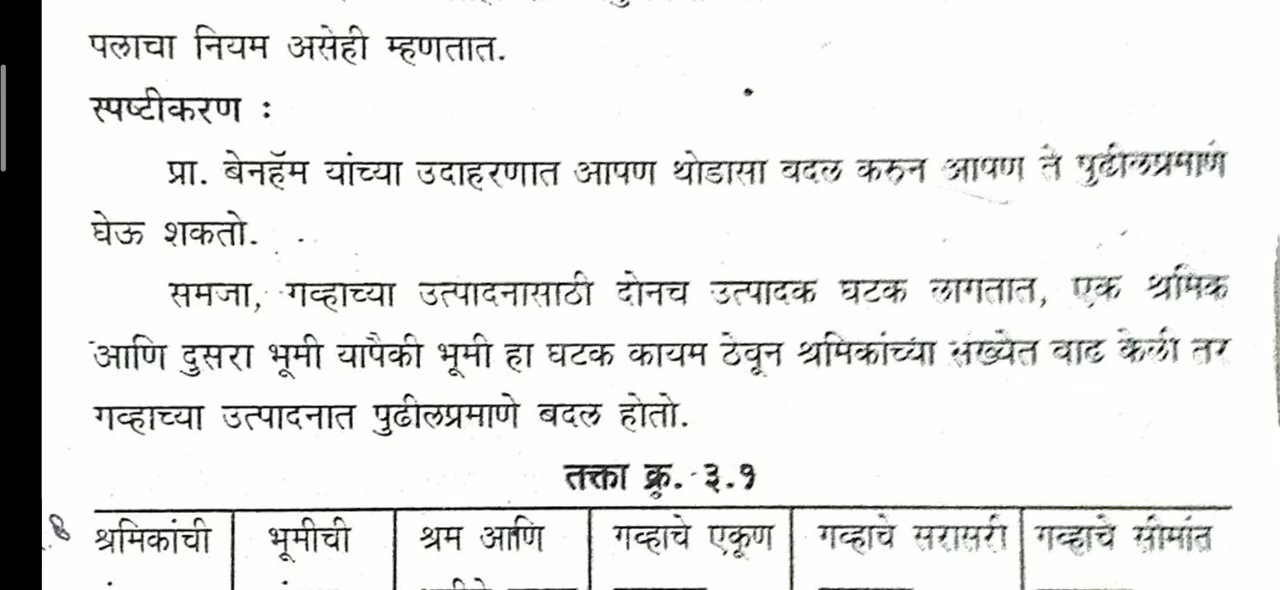 पलाचा नियम असेही म्हणतात.
स्पष्टीकरण :
प्रा. बेनहॅम यांच्या उदाहरणात आपण थोडासा बदल करुन आपण ते पुढीलप्रमाणे
घेऊ शकतो.
समजा, गव्हाच्या उत्पादनासाठी दोनच उत्पादक घटक लागतात, एक श्रमिक
आणि दुसरा भूमी यापैकी भूमी हा घटक कायम ठेवून श्रमिकांच्या संख्येत वाढ केली तर
गव्हाच्या उत्पादनात पुढीलप्रमाणे बदल होतो.
तक्ता क्र. ३.१
श्रमिकांची भूमीची श्रम आणि गव्हाचे एकूण गव्हाचे सरासरी गव्हाचे सीमांत